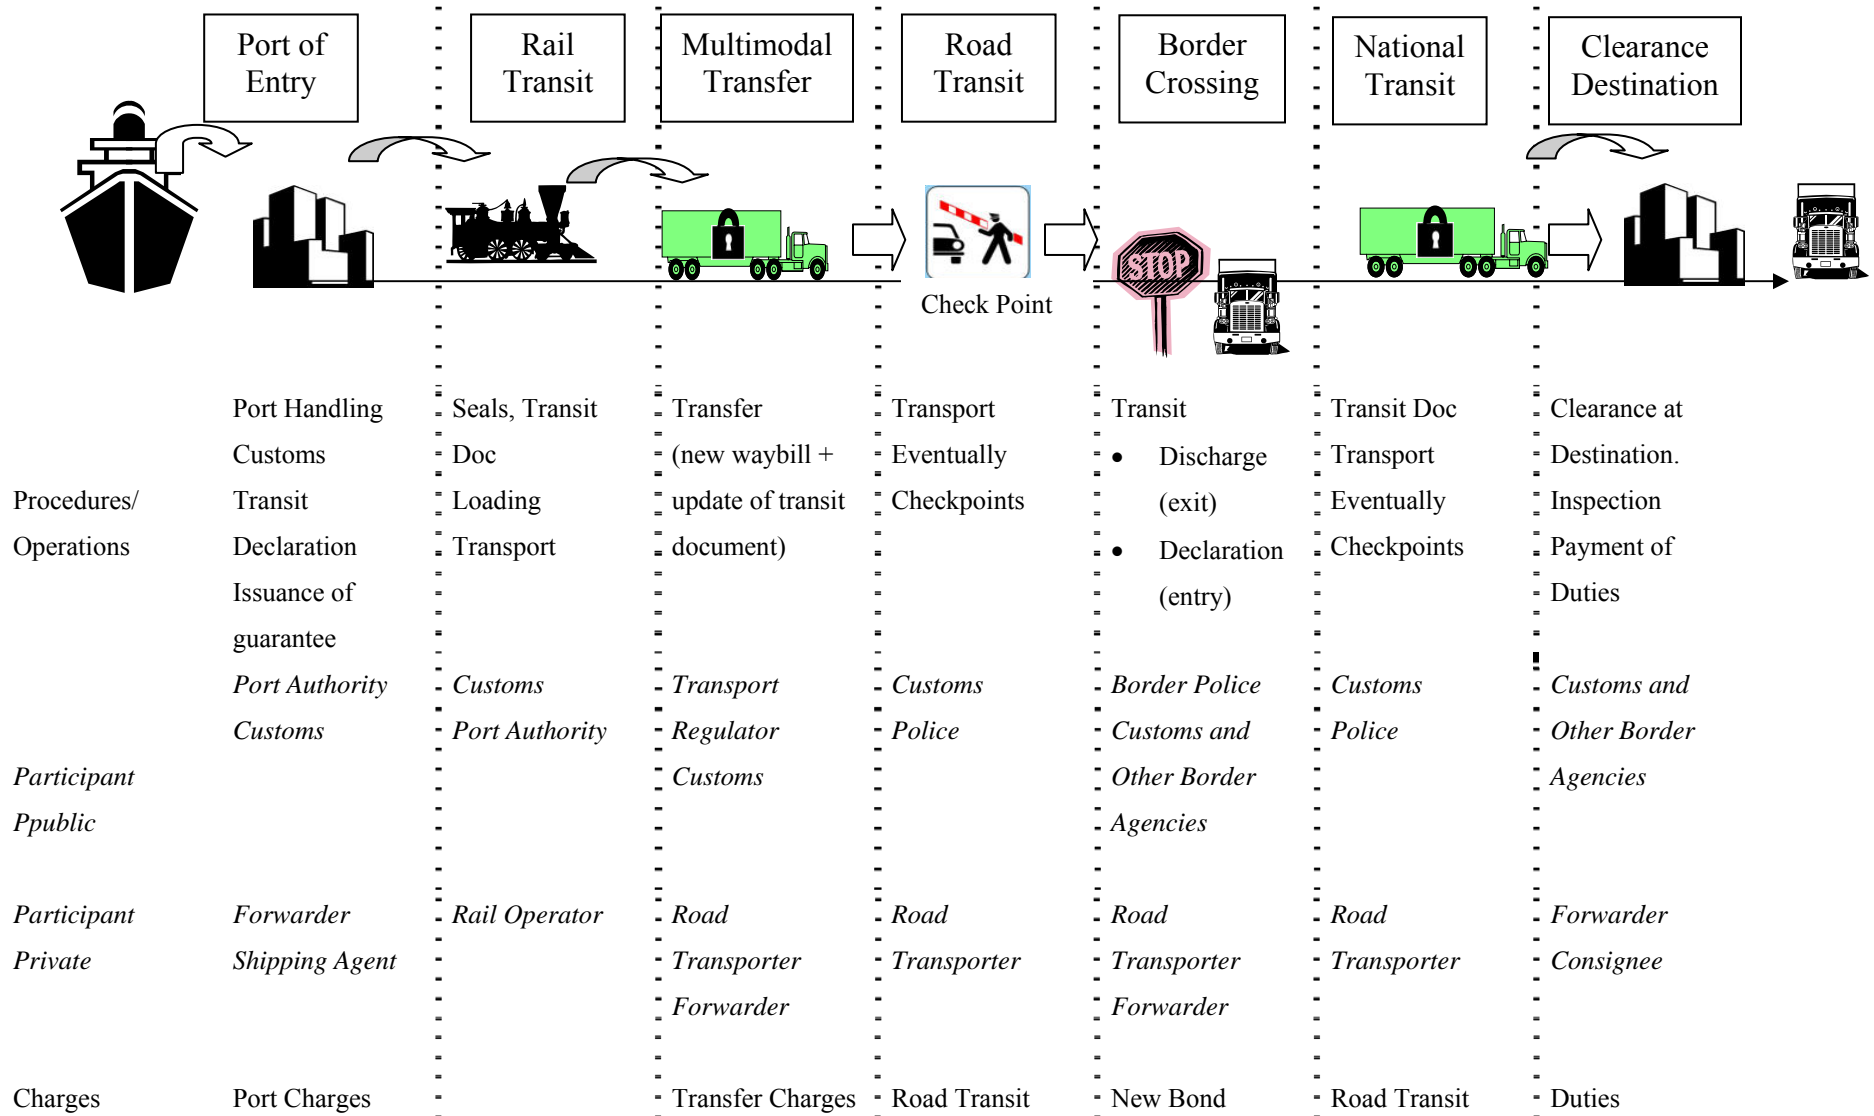 Port of Entry
Rail Transit
Multimodal Transfer
Road Transit
Border Crossing
National Transit
Clearance Destination
STOP
Check Point
Procedures/
Operations
Port Handling
Customs
Transit
Declaration
Issuance of
guarantee
Seals, Transit
Doc
Loading
Transport
Transfer
(new waybill +
update of transit
document)
Transport
Eventually
Checkpoints
Transit
• Discharge
(exit)
• Declaration
(entry)
Transit Doc
Transport
Eventually
Checkpoints
Clearance at
Destination.
Inspection
Payment of
Duties
Participant
Ppublic
Port Authority
Customs
Customs
Port Authority
Transport
Regulator
Customs
Customs
Police
Border Police
Customs and
Other Border
Agencies
Customs
Police
Customs and
Other Border
Agencies
Participant
Private
Forwarder
Shipping Agent
Rail Operator
Road
Transporter
Forwarder
Road
Transporter
Road
Transporter
Forwarder
Road
Transporter
Forwarder
Consignee
Charges
Port Charges
Transfer Charges
Road Transit
New Bond
Road Transit
Duties